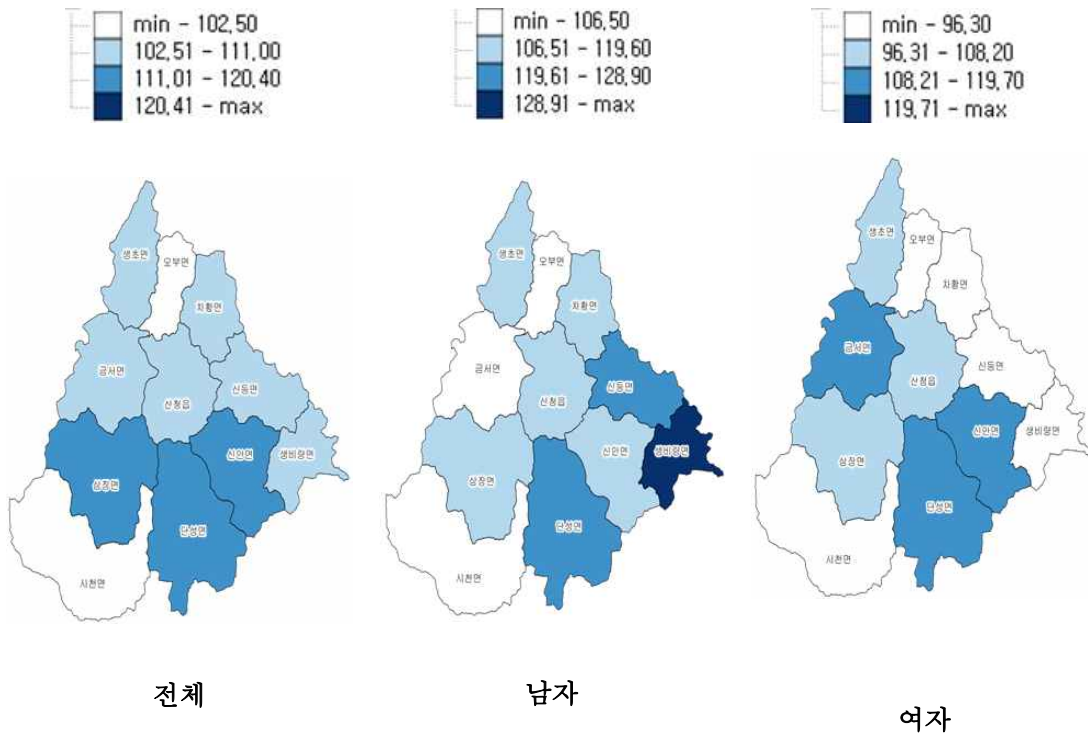 min - 102,50
102,51 - 111,00
111,01 - 120,40
120,41 - max
min - 106,50
106,51 - 119,60
119,61 - 128,90
128,91 - max
min - 96,30
96,31 - 108,20
108,21 - 119,70
119,71 - max
생초면
오부면
차황면
금서면
산청읍
신등면
삼장면
신안면
생비량면
단성면
시천면
생초면
오부면
차황면
금서면
산청읍
신등면
삼장면
신안면
생비량면
단성면
시천면
생초면
오부면
차황면
금서면
산청읍
신등면
삼장면
신안면
생비량면
단성면
시천면
전체
남자
여자